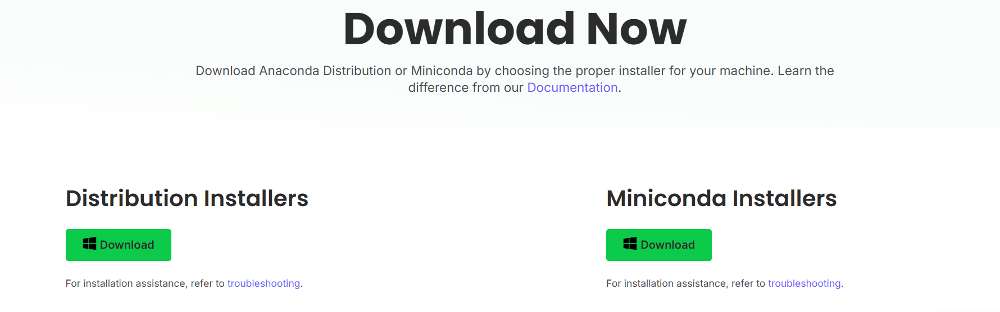 Download Now
Download Anaconda Distribution or Miniconda by choosing the proper installer for your machine. Learn the
difference from our Documentation.
Distribution Installers
Download
For installation assistance, refer to troubleshooting.
Miniconda Installers
Download
For installation assistance, refer to troubleshooting.